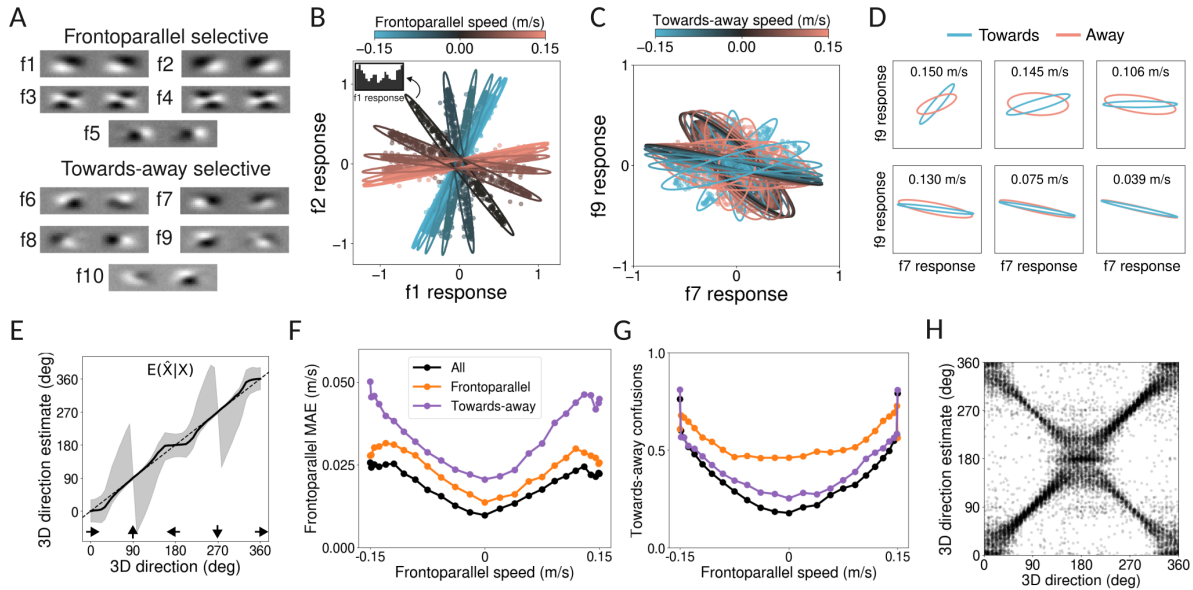 A
Frontoparallel selective
f1
f2
f3
f4
f5
Towards-away selective
f6
f7
f8
f9
f10
B
Frontoparallel speed (m/s)
−0.15
0.00
0.15
f1 response
f2 response
1
0
−1
−1
0
1
f1 response
C
Towards-away speed (m/s)
−0.15
0.00
0.15
f9 response
1
0
−1
−1
0
1
f7 response
D
Towards
Away
0.150 m/s
0.145 m/s
0.106 m/s
f9 response
0.130 m/s
0.075 m/s
0.039 m/s
f9 response
f7 response
f7 response
f7 response
E
E(X̂|X)
3D direction estimate (deg)
360
270
180
90
0
0
90
180
270
360
3D direction (deg)
F
All
Frontoparallel
Towards-away
Frontoparallel MAE (m/s)
0.050
0.025
0.000
-0.15
0
0.15
Frontoparallel speed (m/s)
G
Towards-away confusions
1.0
0.5
0.0
-0.15
0
0.15
Frontoparallel speed (m/s)
H
3D direction estimate (deg)
360
270
180
90
0
0
90
180
270
360
3D direction (deg)